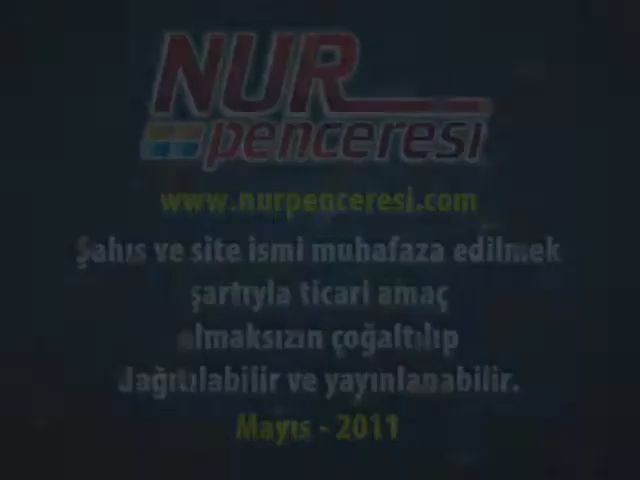 NUR
penceresi
www.nurpenceresi.com
Şahıs ve site ismi muhafaza edilmek
şartıyla ticari amaç
olmaksızın çoğaltılıp
dağıtılabilir ve yayınlanabilir.
Mayıs - 2011